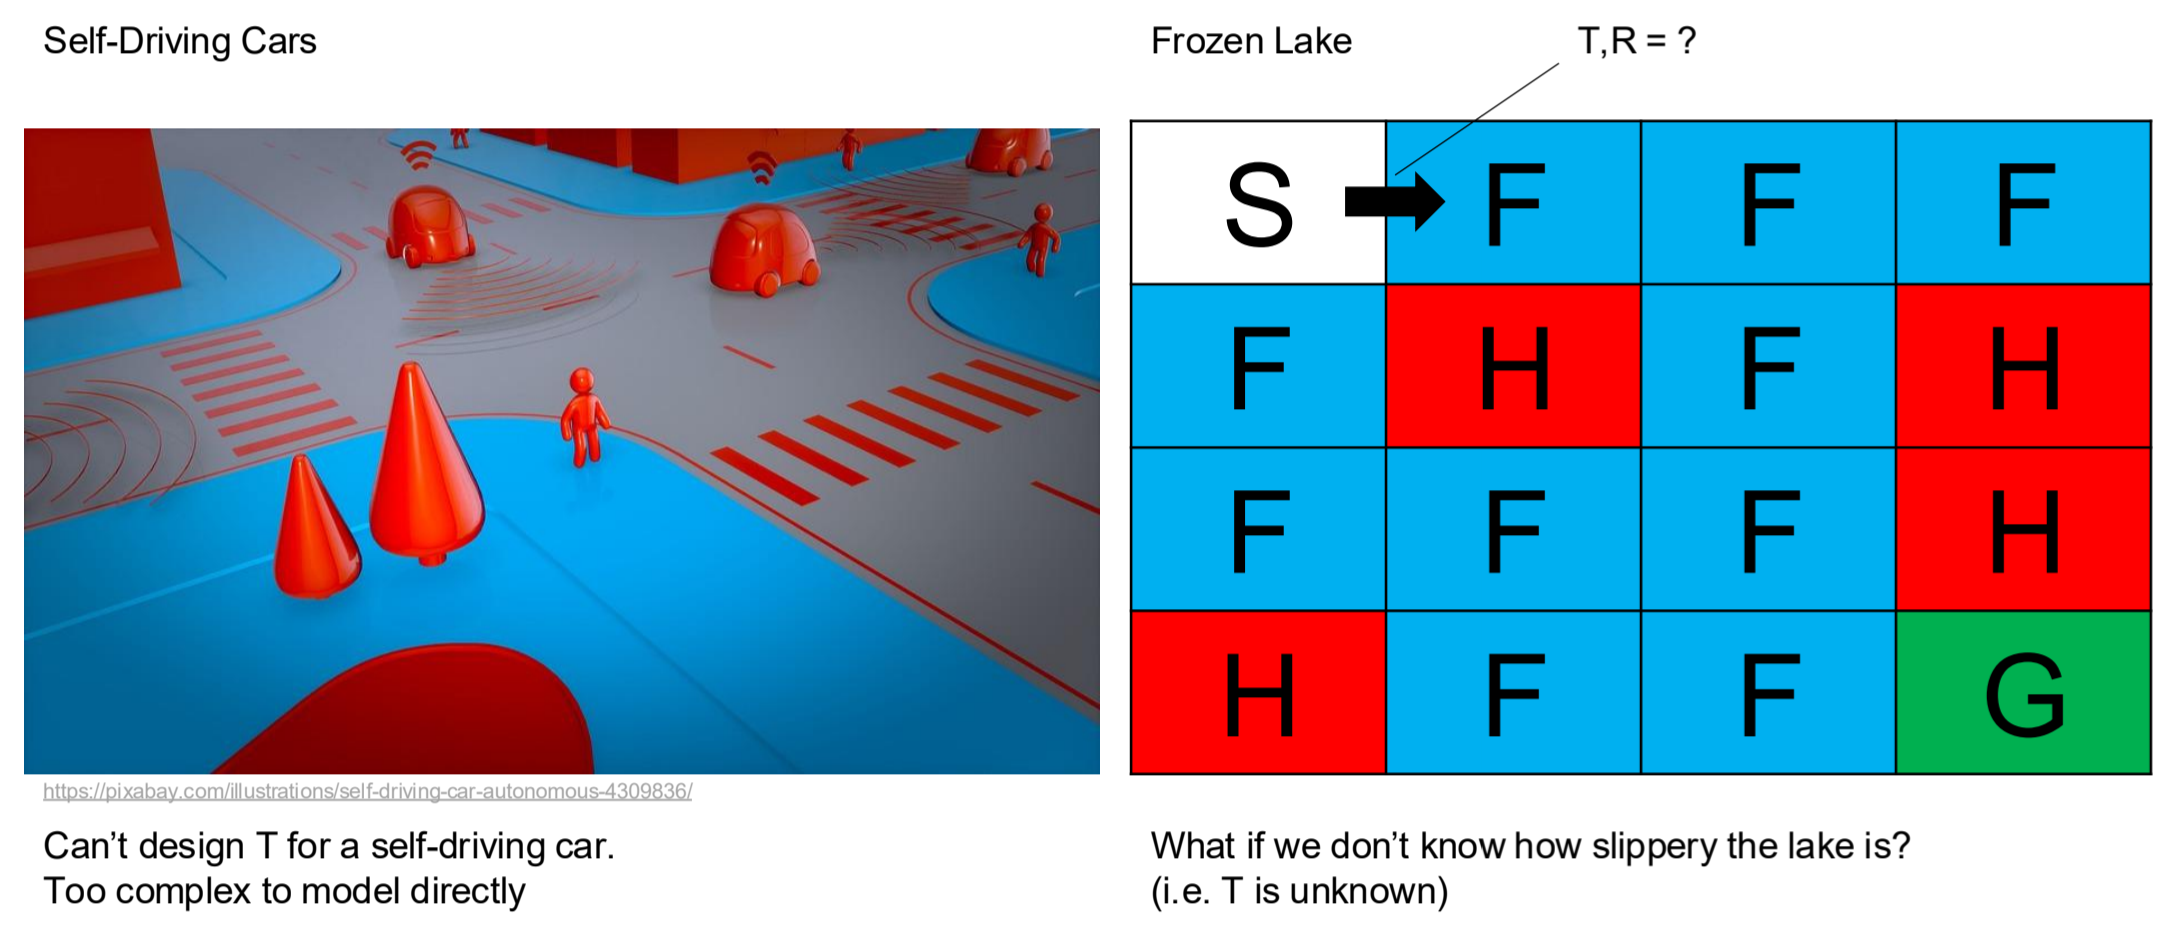 Self-Driving Cars
https://pixabay.com/illustrations/self-driving-car-autonomous-4309836/
Can't design T for a self-driving car.
Too complex to model directly
Frozen Lake
T,R = ?
S F F F
F H F H
F F F H
H F F G
What if we don't know how slippery the lake is?
(i.e. T is unknown)